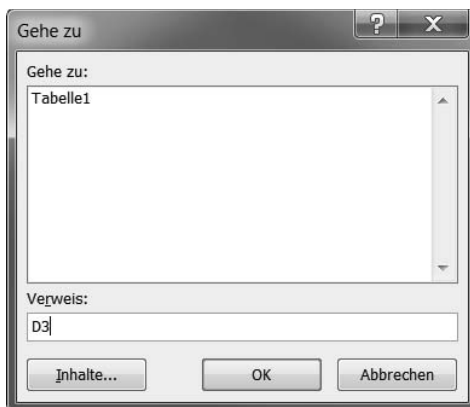 Gehe zu
Gehe zu:
Tabelle1
Verweis:
D3
Inhalte...
OK
Abbrechen